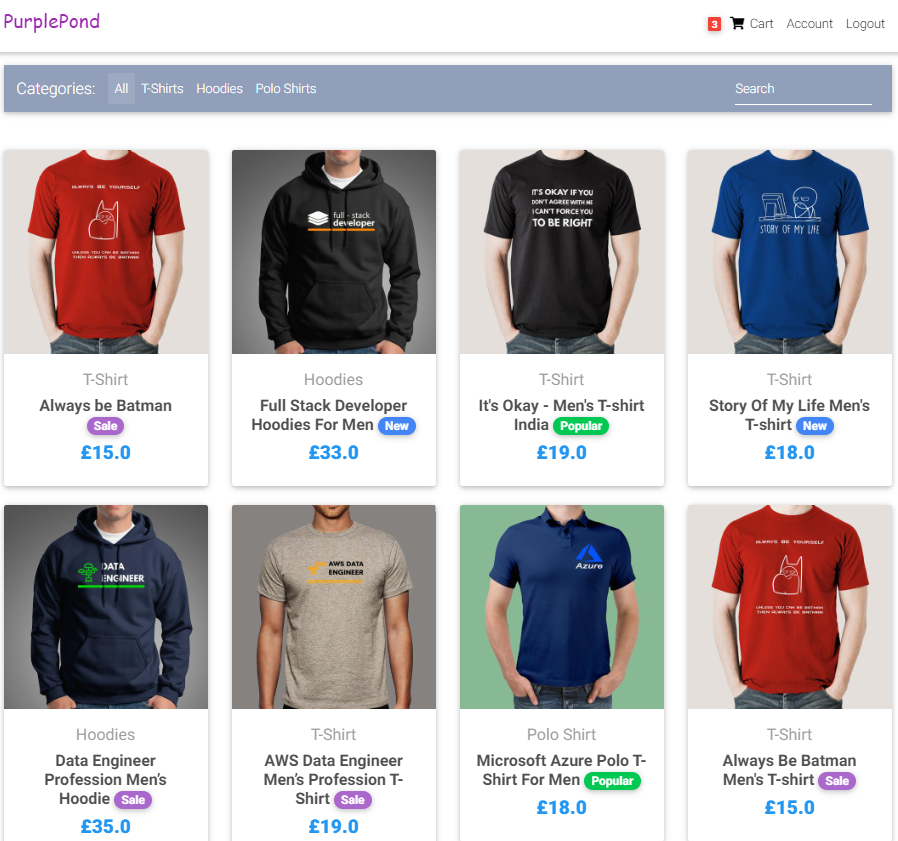 PurplePond
3 Cart Account Logout
Categories: All T-Shirts Hoodies Polo Shirts Search
ALWAYS BE YOURSELF
UNLESS YOU CAN BE BATMAN
THEN ALWAYS BE BATMAN
full - stack
developer
IT'S OKAY IF YOU
DON'T AGREE WITH ME
I CAN'T FORCE YOU
TO BE RIGHT
STORY OF MY LIFE
T-Shirt
Always be Batman
Sale
£15.0
Hoodies
Full Stack Developer
Hoodies For Men New
£33.0
T-Shirt
It's Okay - Men's T-shirt
India Popular
£19.0
T-Shirt
Story Of My Life Men's
T-shirt New
£18.0
DATA
ENGINEER
AWS DATA
ENGINEER
Azure
ALWAYS BE YOURSELF
UNLESS YOU CAN BE BATMAN
THEN ALWAYS BE BATMAN
Hoodies
Data Engineer
Profession Men’s
Hoodie Sale
£35.0
T-Shirt
AWS Data Engineer
Men’s Profession T-
Shirt Sale
£19.0
Polo Shirt
Microsoft Azure Polo T-
Shirt For Men Popular
£18.0
T-Shirt
Always Be Batman
Men's T-shirt Sale
£15.0